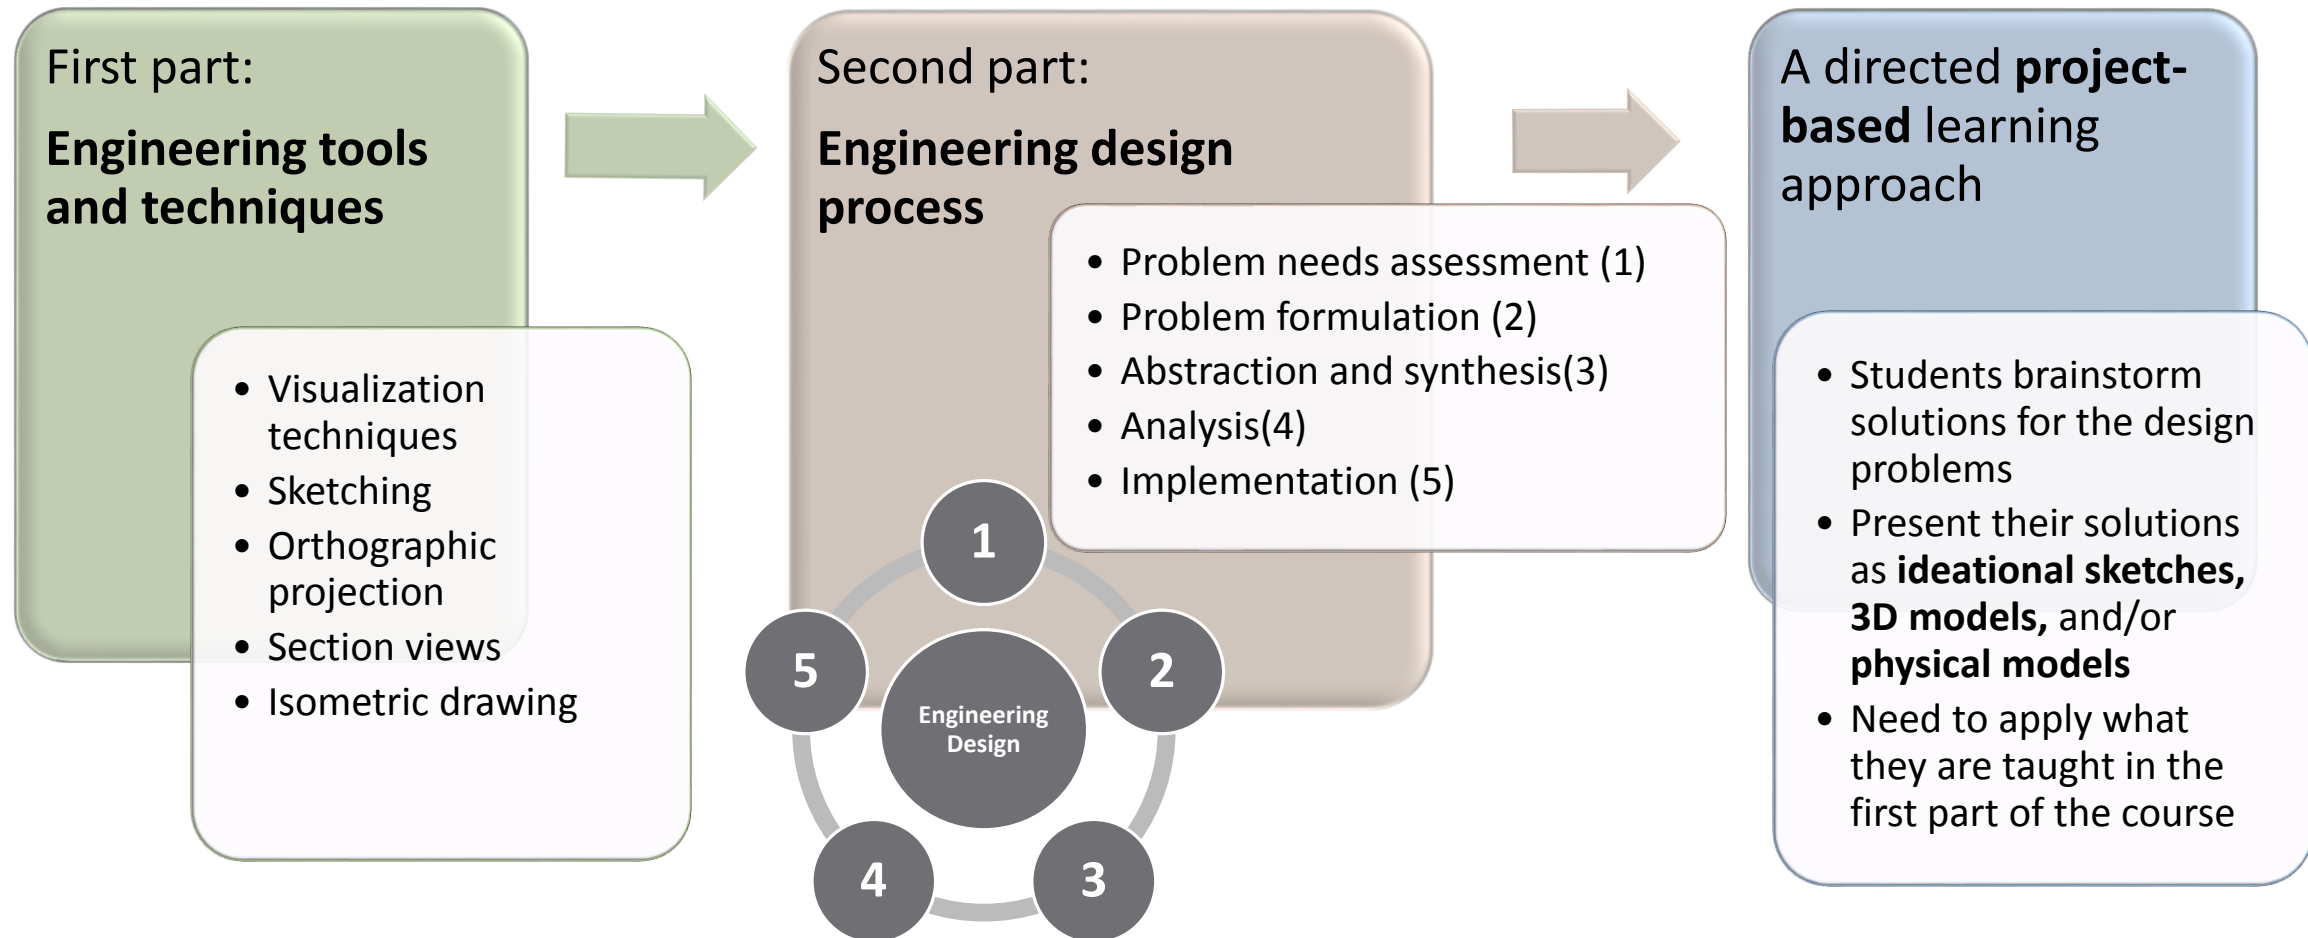 First part:
Engineering tools
and techniques
• Visualization
techniques
• Sketching
• Orthographic
projection
• Section views
• Isometric drawing
Second part:
Engineering design
process
• Problem needs assessment (1)
• Problem formulation (2)
• Abstraction and synthesis(3)
• Analysis(4)
• Implementation (5)
1
2
3
4
5
Engineering
Design
A directed project-
based learning
approach
• Students brainstorm
solutions for the design
problems
• Present their solutions
as ideational sketches,
3D models, and/or
physical models
• Need to apply what
they are taught in the
first part of the course